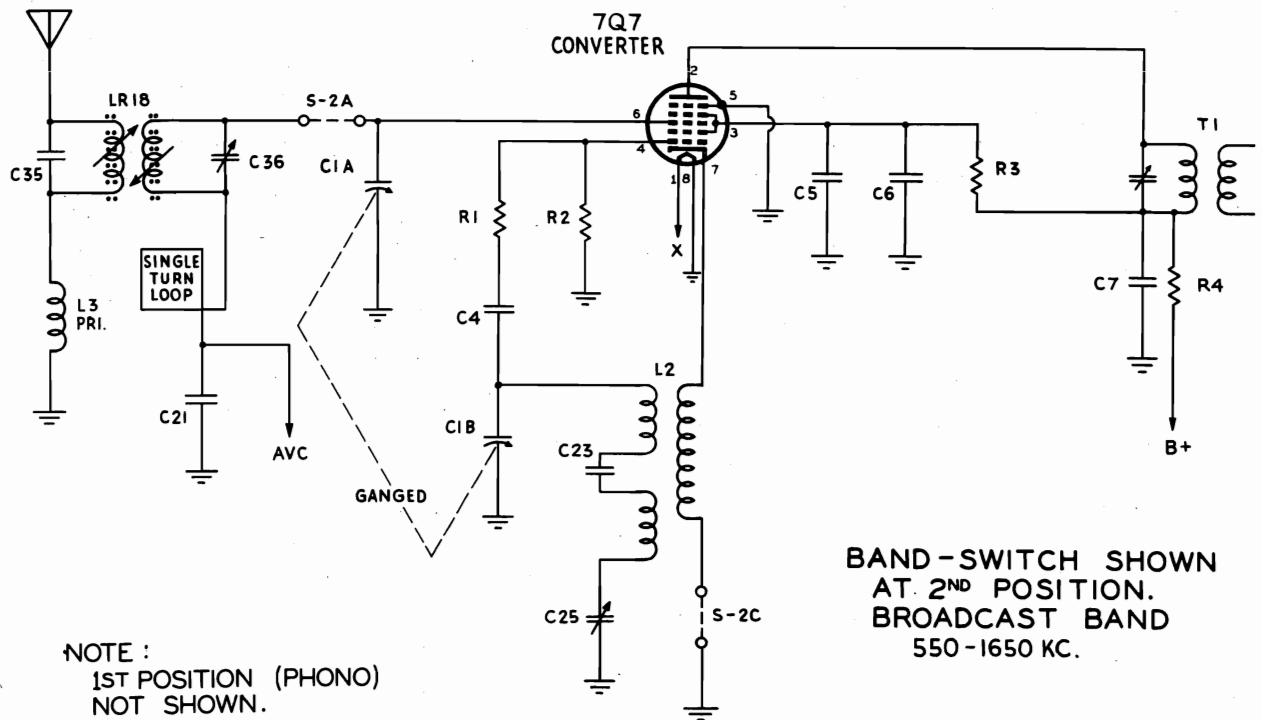 7Q7
CONVERTER
2
5
6
3
4
1
8
7
LR18
S-2A
C35
C36
C1A
R1
R2
X
C5
C6
R3
T1
L3
PRI.
SINGLE
TURN
LOOP
C4
C7
R4
C21
AVC
L2
C1B
C23
B+
GANGED
C25
S-2C
BAND-SWITCH SHOWN
AT 2ND POSITION.
BROADCAST BAND
550-1650 KC.
NOTE:
1ST POSITION (PHONO)
NOT SHOWN.